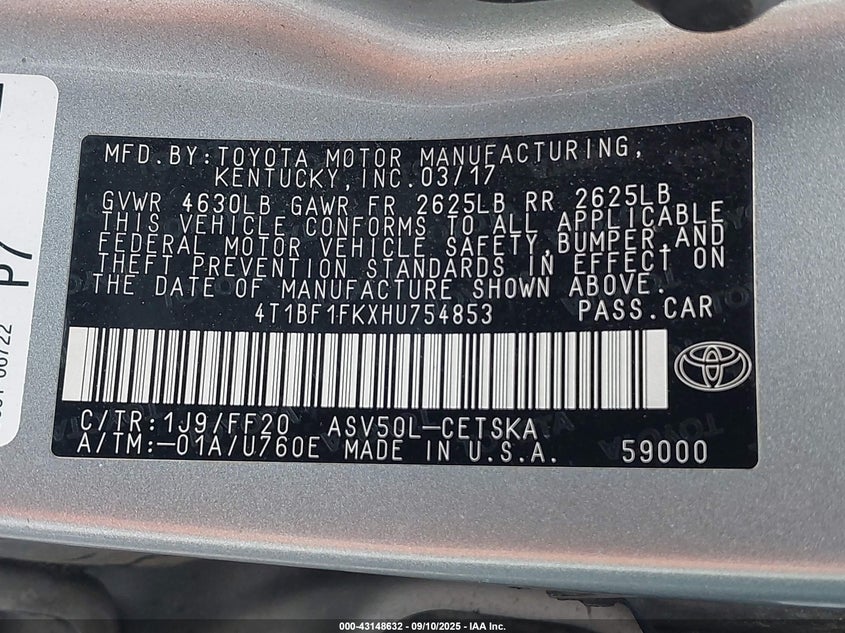 MFD.BY:TOYOTA MOTOR MANUFACTURING,
KENTUCKY,INC.03/17
GVWR 4630LB GAWR FR 2625LB RR 2625LB
THIS VEHICLE CONFORMS TO ALL APPLICABLE
FEDERAL MOTOR VEHICLE SAFETY,BUMPER,AND
THEFT PREVENTION STANDARDS IN EFFECT ON
THE DATE OF MANUFACTURE SHOWN ABOVE.
4T1BF1FKXHU754853 PASS.CAR
C/TR:1J9/FF20 ASV50L-CETSKA
A/TM:-01A/U760E MADE IN U.S.A. 59000
P7
000-43148632 - 09/10/2025 - IAA Inc.